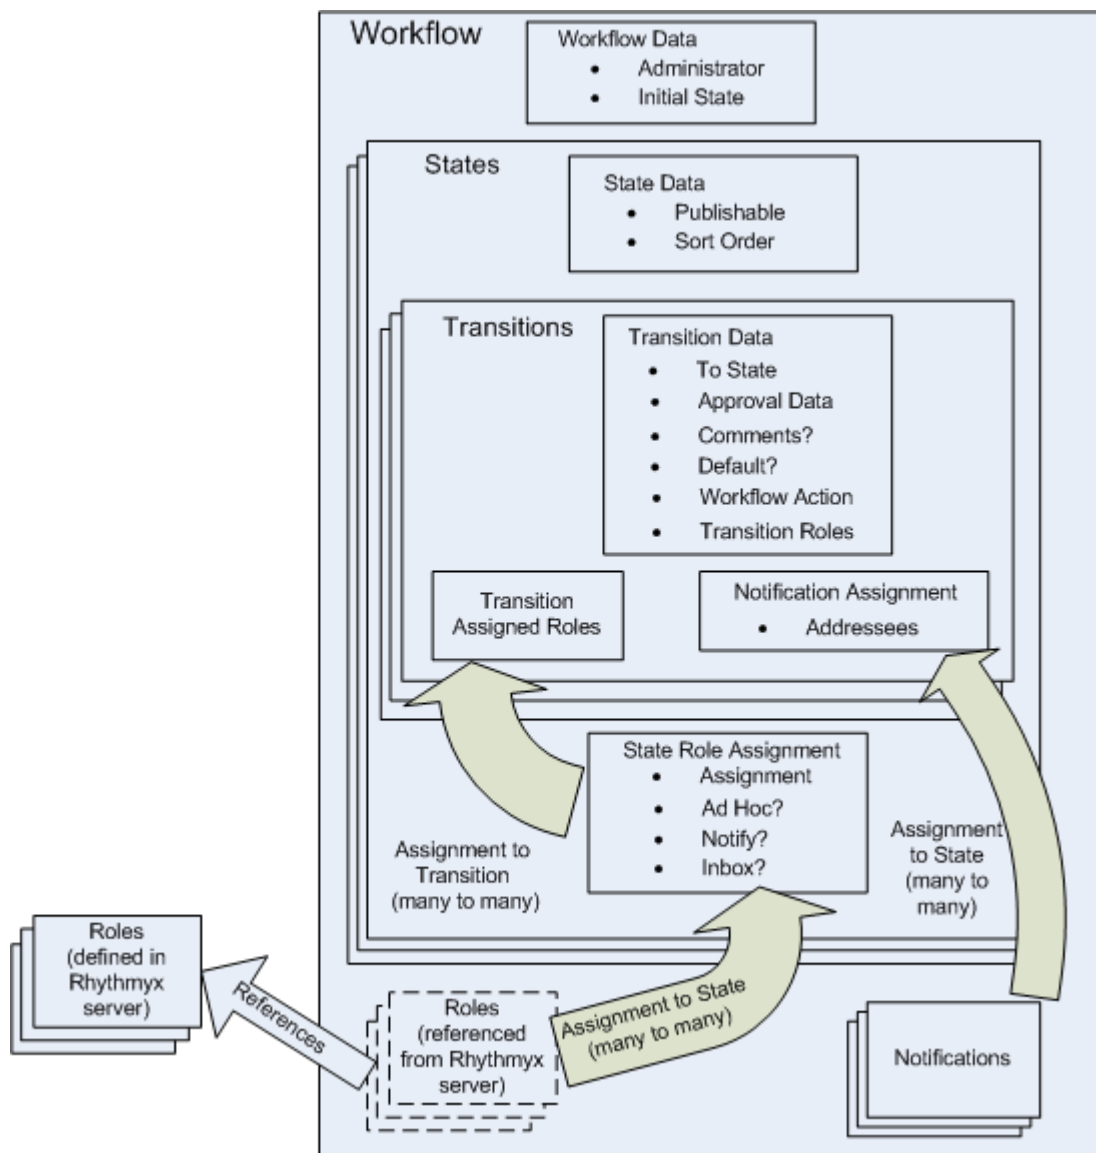 Workflow
Workflow Data
• Administrator
• Initial State
States
State Data
• Publishable
• Sort Order
Transitions
Transition Data
• To State
• Approval Data
• Comments?
• Default?
• Workflow Action
• Transition Roles
Transition
Assigned Roles
Notification Assignment
• Addressees
State Role Assignment
• Assignment
• Ad Hoc?
• Notify?
• Inbox?
Assignment to
Transition
(many to many)
Assignment
to State
(many to
many)
Roles
(defined in
Rhythmyx
server)
References
Roles
(referenced
from Rhythmyx
server)
Assignment to State
(many to many)
Notifications